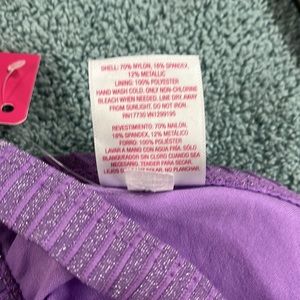 SHELL: 70% NYLON, 18% SPANDEX,
12% METALLIC
LINING: 100% POLYESTER
HAND WASH COLD. ONLY NON-CHLORINE
BLEACH WHEN NEEDED. LINE DRY AWAY
FROM SUNLIGHT. DO NOT IRON
RN17730 VN1299195
REVESTIMIENTO: 70% NAILON,
18% SPANDEX, 12% METÁLICO
FORRO: 100% POLIÉSTER
LAVAR A MANO CON AGUA FRÍA. SÓLO
BLANQUEADOR SIN CLORO CUANDO SEA
NECESARIO. TENDER PARA SECAR
LEJOS DE LUZ SOLAR. NO PLANCHAR.